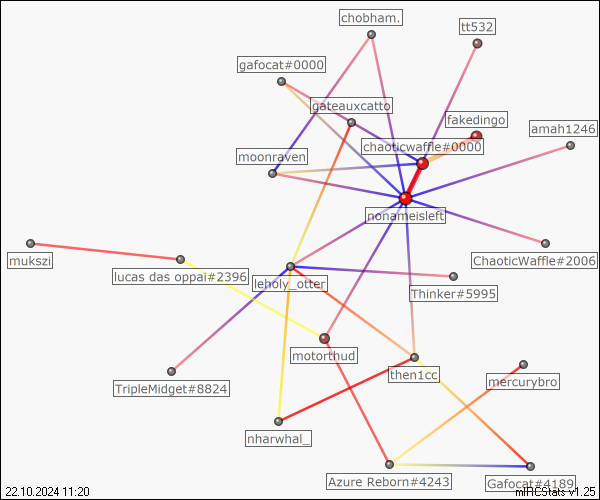 chobham.
tt532
gafocat#0000
gateauxcatto
fakedingo
amah1246
chaoticwaffle#0000
moonraven
nonameisleft
mukszi
ChaoticWaffle#2006
lucas das oppai#2396
leholy_otter
Thinker#5995
motorthud
then1cc
mercurybro
TripleMidget#8824
nharwhal_
Azure Reborn#4243
Gafocat#4189
22.10.2024 11:20
mIRCStats v1.25